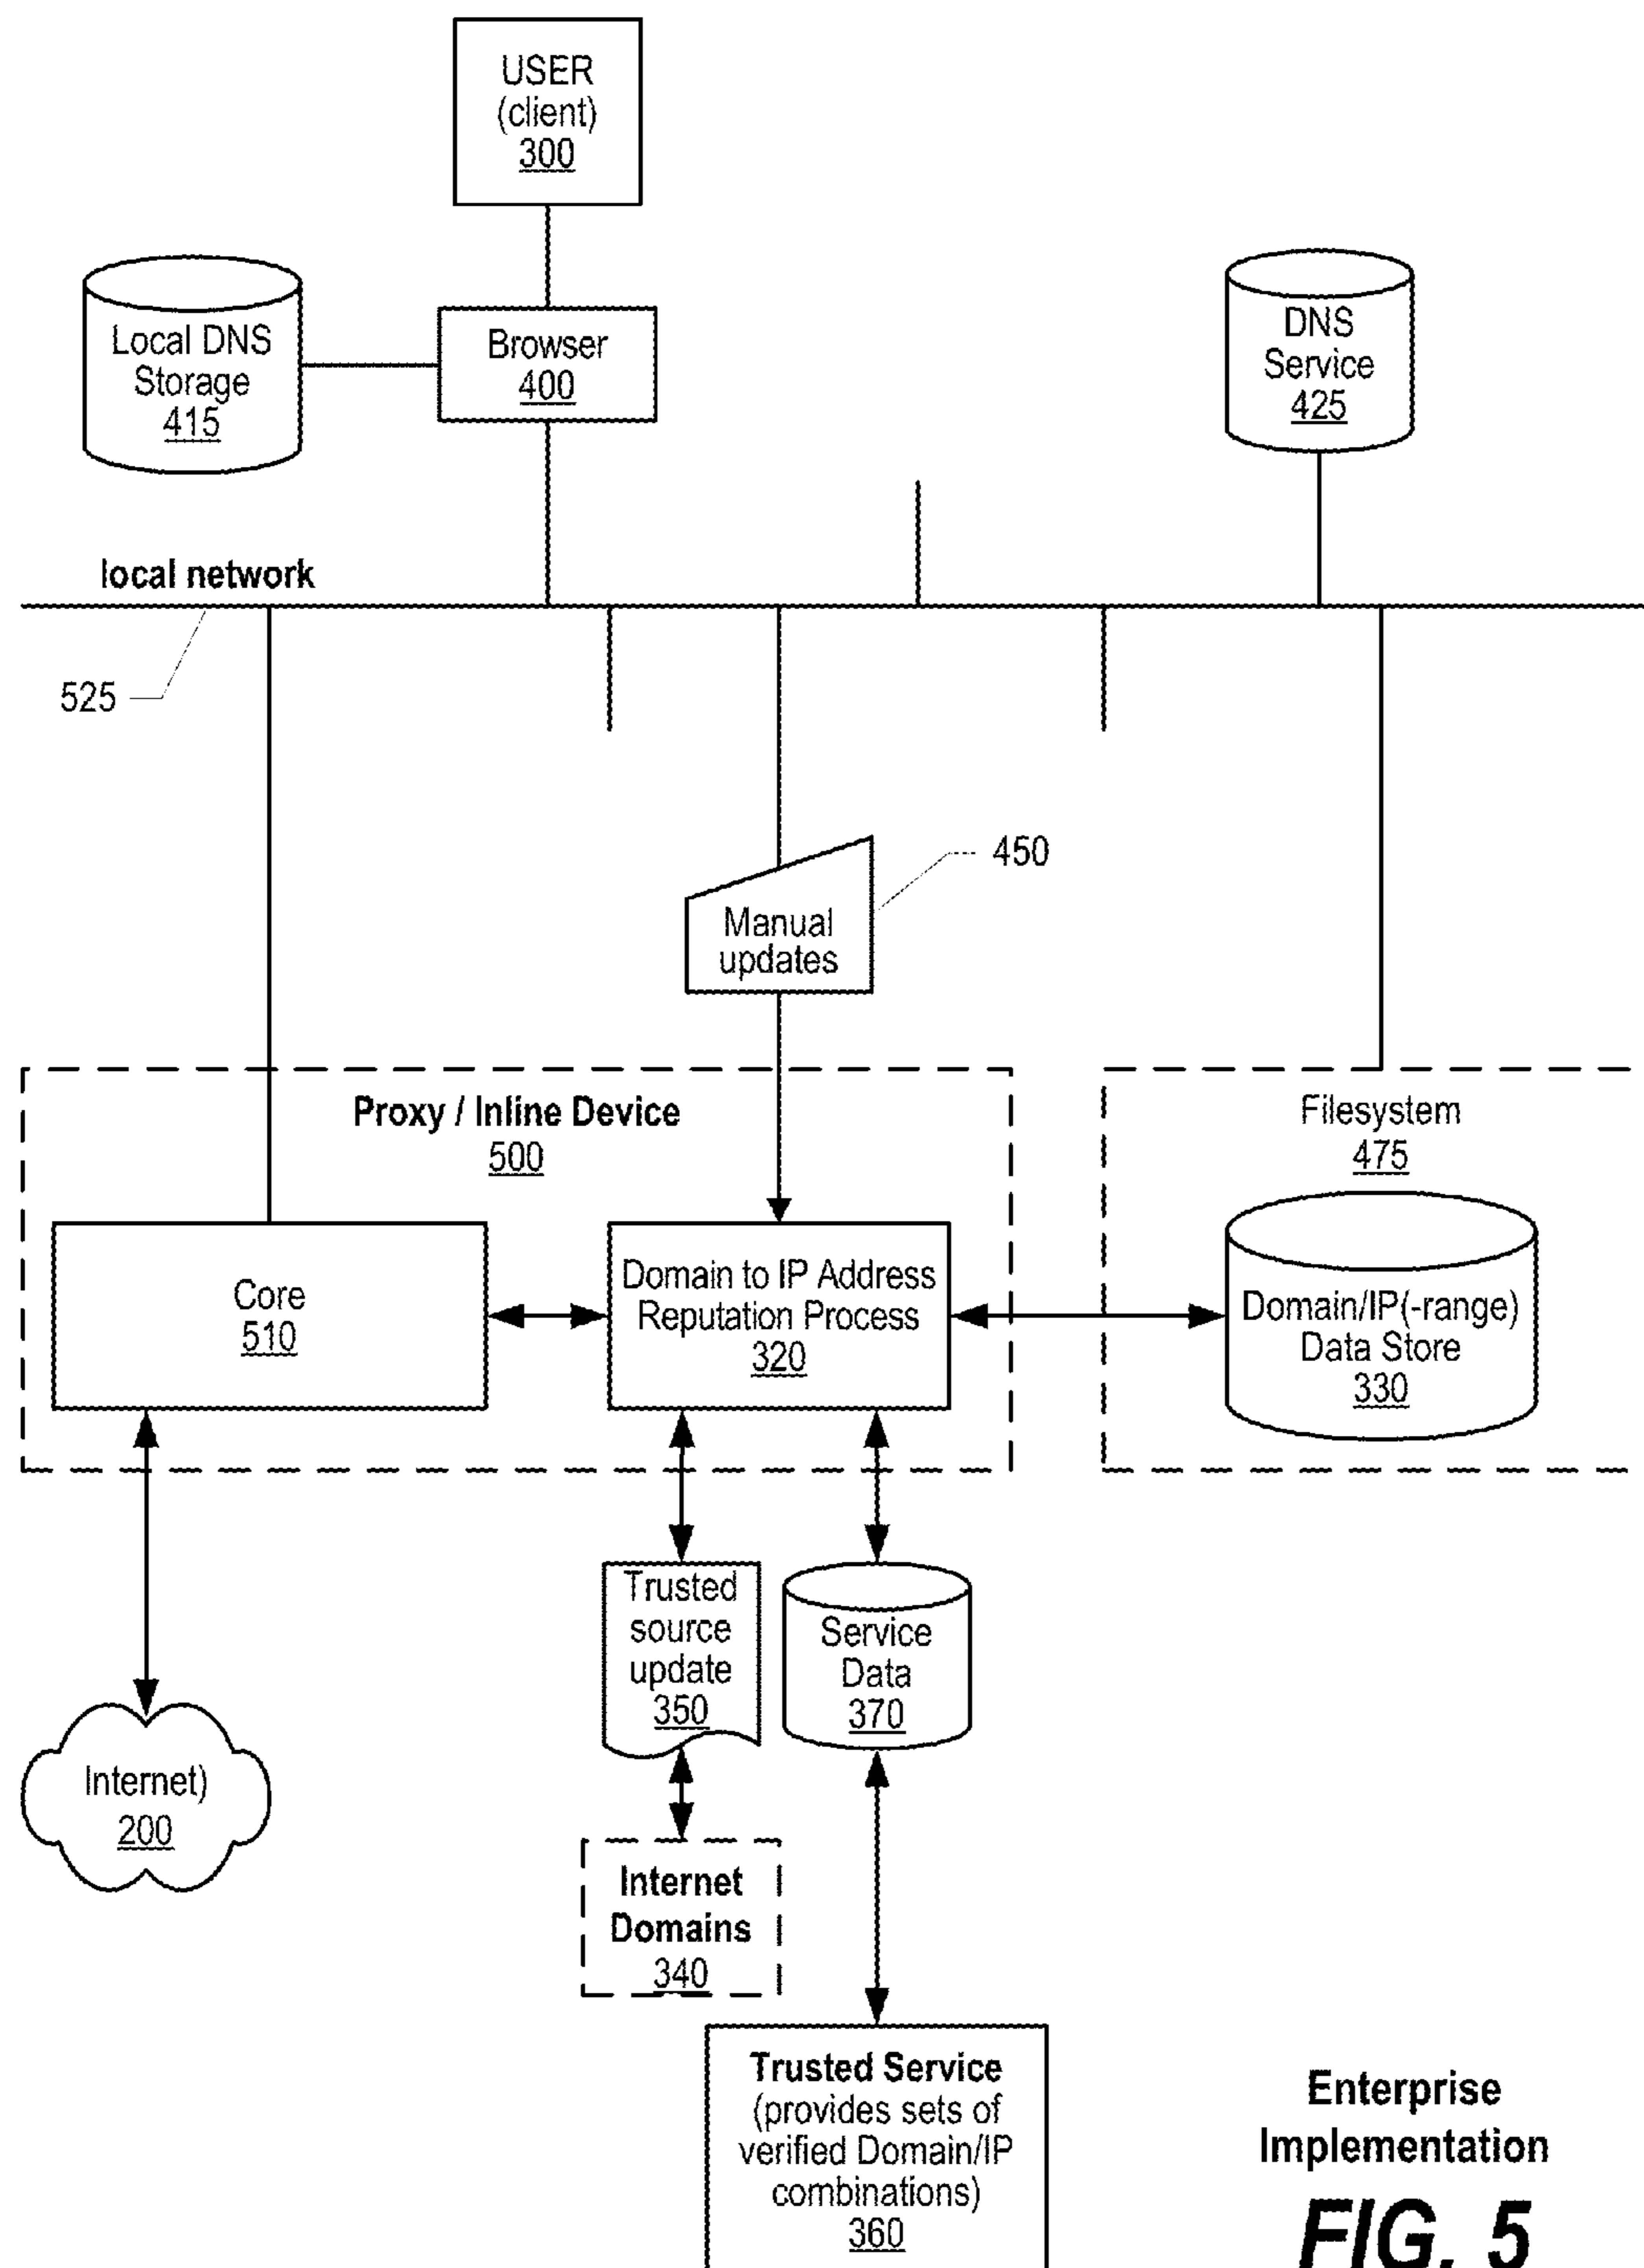 USER
(client)
300
Local DNS
Storage
415
Browser
400
DNS
Service
425
local network
525
450
Manual
updates
Proxy / Inline Device
500
Filesystem
475
Core
510
Domain to IP Address
Reputation Process
320
Domain/IP(-range)
Data Store
330
Trusted
source
update
350
Service
Data
370
Internet)
200
Internet
Domains
340
Trusted Service
(provides sets of
verified Domain/IP
combinations)
360
Enterprise
Implementation
FIG. 5